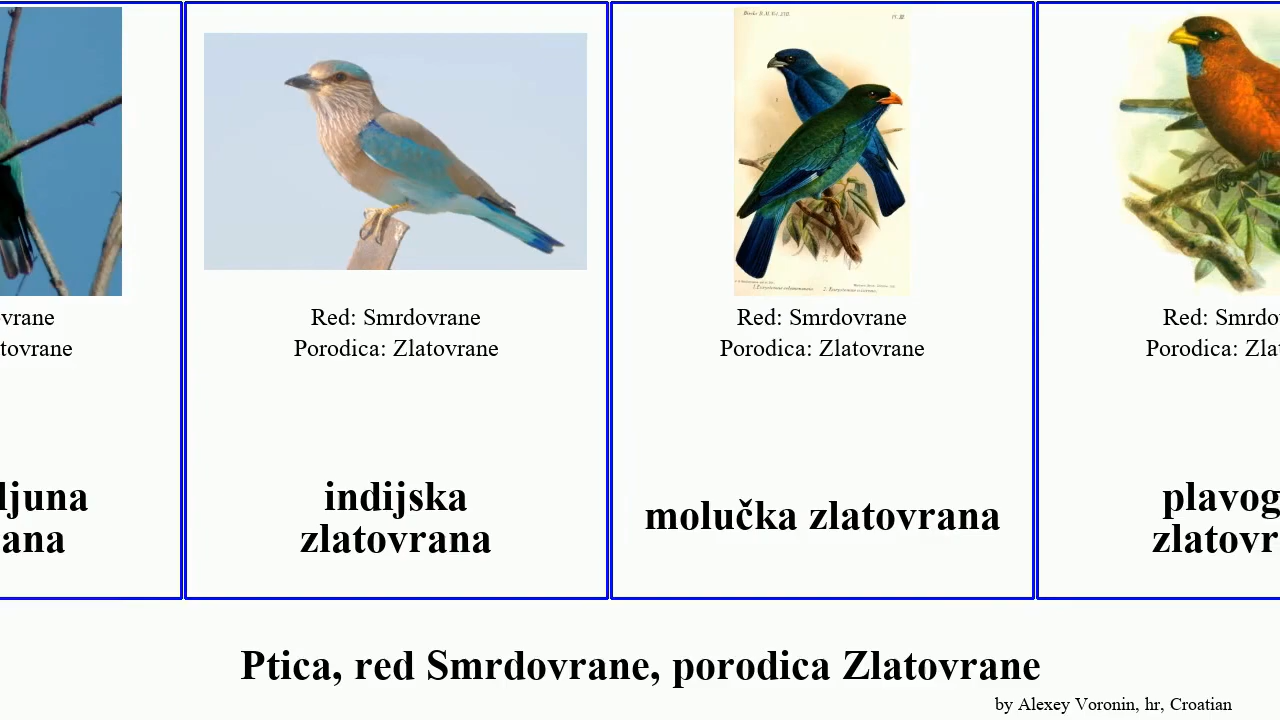 vrane
tovrane
ljuna
ana
Red: Smrdovrane
Porodica: Zlatovrane
indijska
zlatovrana
Red: Smrdovrane
Porodica: Zlatovrane
molučka zlatovrana
Red: Smrdo
Porodica: Zla
plavog
zlatovr
Ptica, red Smrdovrane, porodica Zlatovrane
by Alexey Voronin, hr, Croatian